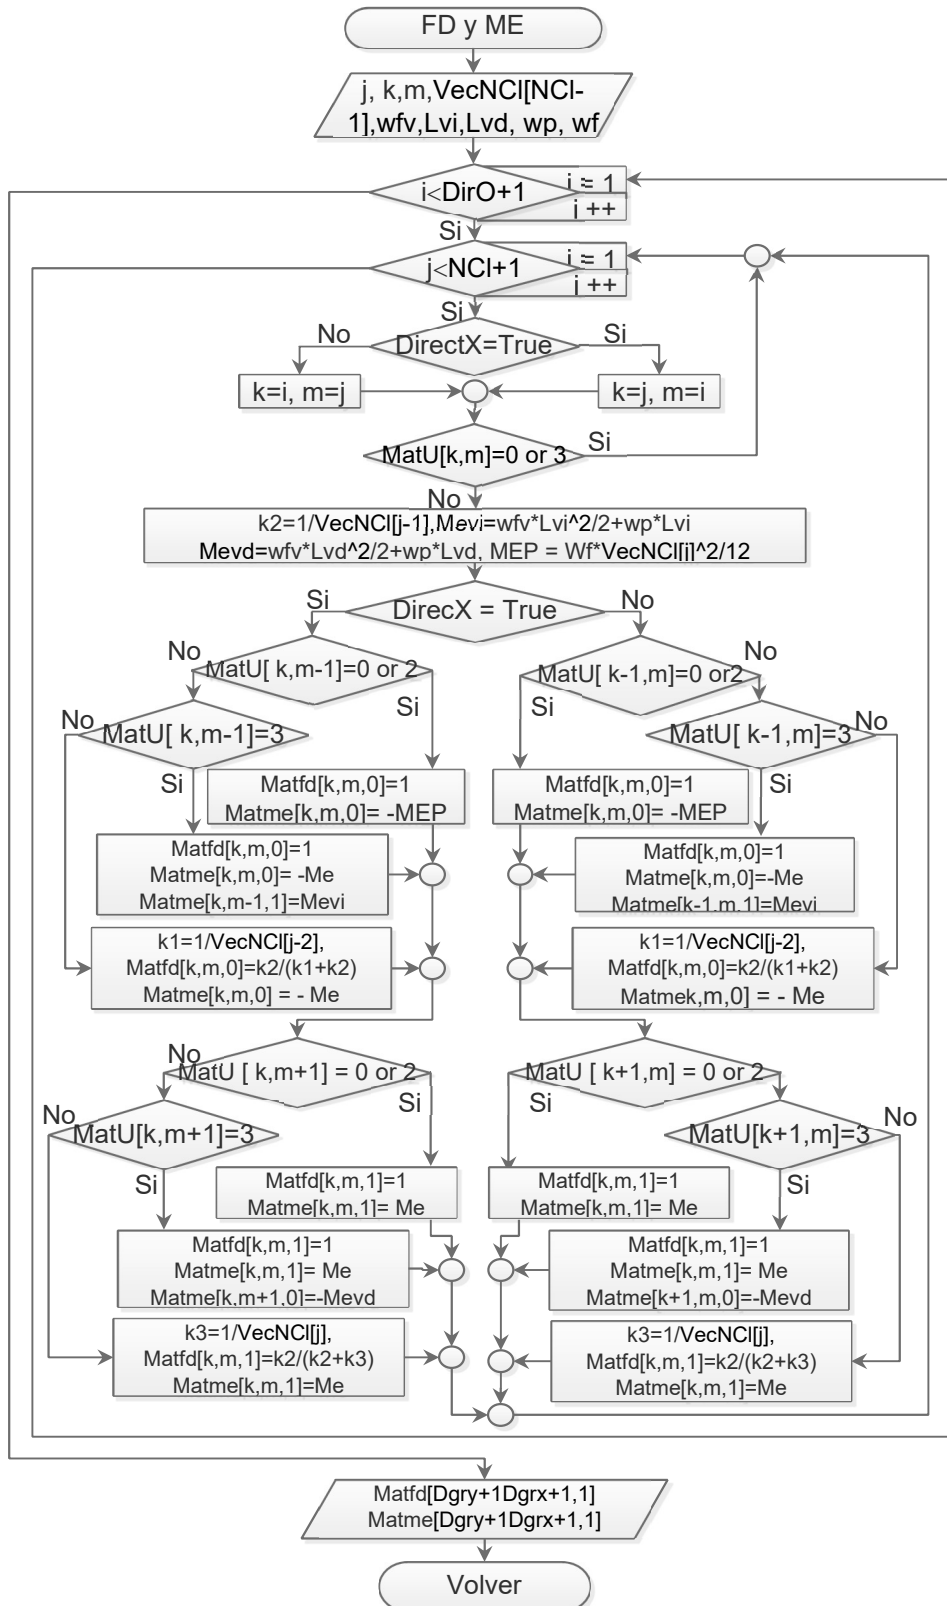 FD y ME
j, k,m,VecNCl[NCl-
1],wfv,Lvi,Lvd, wp, wf
i<DirO+1
i = 1
i ++
Si
j<NCl+1
i = 1
i ++
Si
No
DirectX=True
Si
k=i, m=j
k=j, m=i
MatU[k,m]=0 or 3
Si
No
k2=1/VecNCl[j-1],Mevi=wfv*Lvi^2/2+wp*Lvi
Mevd=wfv*Lvd^2/2+wp*Lvd, MEP = Wf*VecNCl[j]^2/12
Si
DirecX = True
No
No
MatU[ k,m-1]=0 or 2
Si
MatU[ k-1,m]=0 or2
No
Si
No
MatU[ k,m-1]=3
Si
MatU[ k-1,m]=3
No
Si
Matfd[k,m,0]=1
Matme[k,m,0]= -MEP
Matfd[k,m,0]=1
Matme[k,m,0]= -MEP
Matfd[k,m,0]=1
Matme[k,m,0]= -Me
Matme[k,m-1,1]=Mevi
Matfd[k,m,0]=1
Matme[k,m,0]=-Me
Matme[k-1,m,1]=Mevi
k1=1/VecNCl[j-2],
Matfd[k,m,0]=k2/(k1+k2)
Matme[k,m,0] = - Me
k1=1/VecNCl[j-2],
Matfd[k,m,0]=k2/(k1+k2)
Matmek,m,0] = - Me
No
MatU [ k,m+1] = 0 or 2
Si
MatU [ k+1,m] = 0 or 2
Si
No
MatU[k,m+1]=3
Si
MatU[k+1,m]=3
No
Si
Matfd[k,m,1]=1
Matme[k,m,1]= Me
Matfd[k,m,1]=1
Matme[k,m,1]= Me
Matfd[k,m,1]=1
Matme[k,m,1]= Me
Matme[k,m+1,0]=-Mevd
Matfd[k,m,1]=1
Matme[k,m,1]= Me
Matme[k+1,m,0]=-Mevd
k3=1/VecNCl[j],
Matfd[k,m,1]=k2/(k2+k3)
Matme[k,m,1]=Me
k3=1/VecNCl[j],
Matfd[k,m,1]=k2/(k2+k3)
Matme[k,m,1]=Me
Matfd[Dgry+1Dgrx+1,1]
Matme[Dgry+1Dgrx+1,1]
Volver